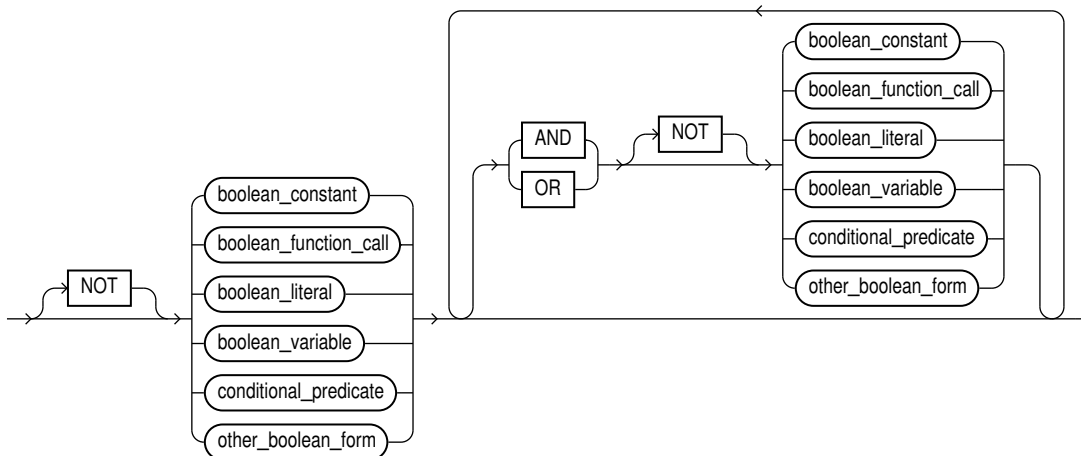 NOT
boolean_constant
boolean_function_call
boolean_literal
boolean_variable
conditional_predicate
other_boolean_form
AND
OR
NOT
boolean_constant
boolean_function_call
boolean_literal
boolean_variable
conditional_predicate
other_boolean_form